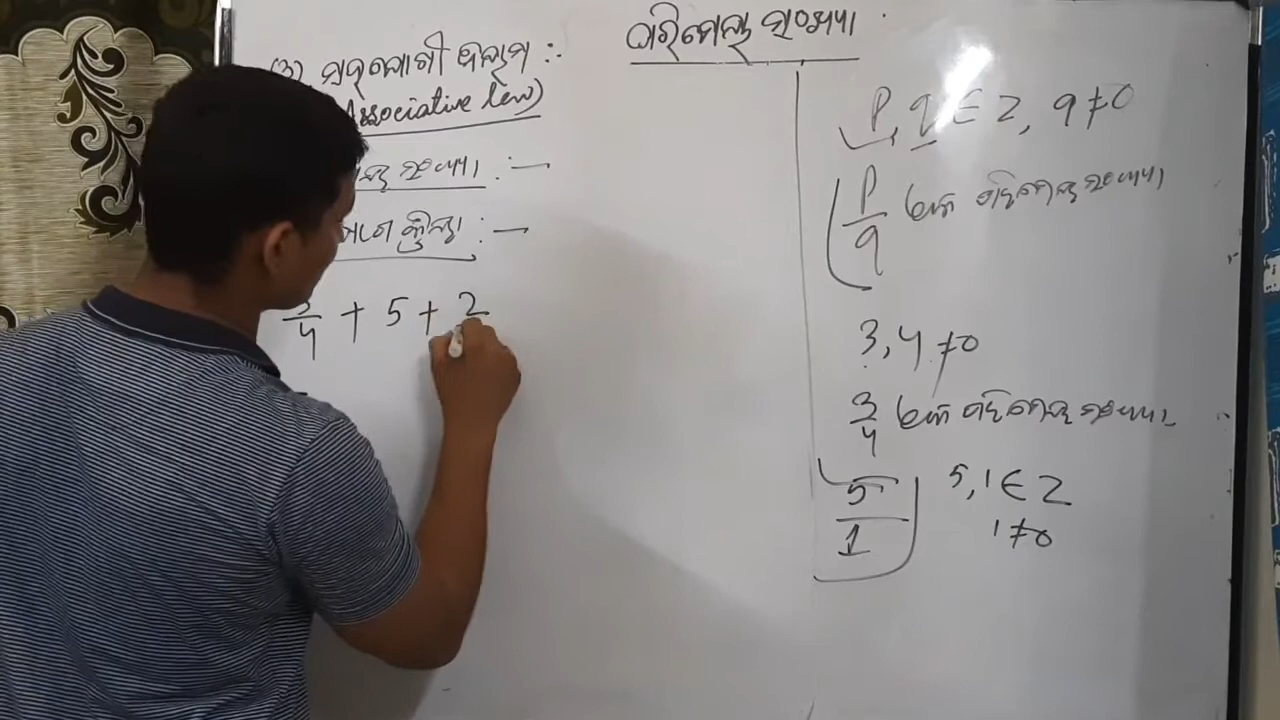 ପରିମେୟ ସଂଖ୍ୟା
(3) ସହଯୋଗୀ ନିୟମ :-
Associative law)
ସଂଖ୍ୟା :-
:-
3/4 + 5 + 2
P, q ∈ Z, q ≠ 0
P/q ଏକ ପରିମେୟ ସଂଖ୍ୟା
3, 4 ≠ 0
3/4 ଏକ ପରିମେୟ ସଂଖ୍ୟା
5/1 5, 1 ∈ Z
1 ≠ 0